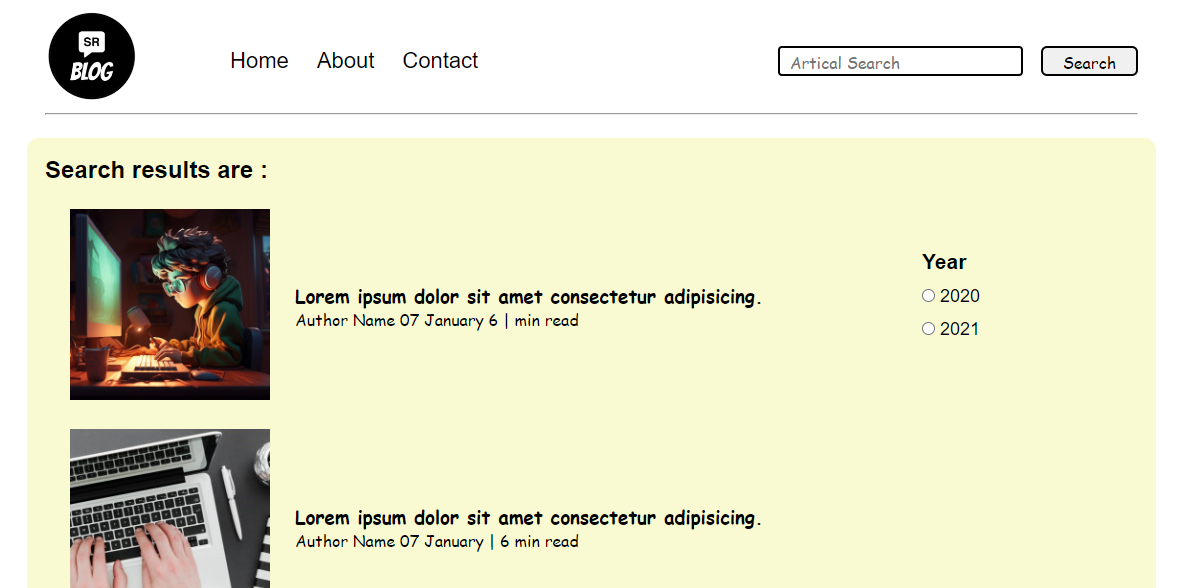 SR
BLOG
Home About Contact
Artical Search
Search
Search results are :
Lorem ipsum dolor sit amet consectetur adipisicing.
Author Name 07 January 6 | min read
Year
2020
2021
Lorem ipsum dolor sit amet consectetur adipisicing.
Author Name 07 January | 6 min read